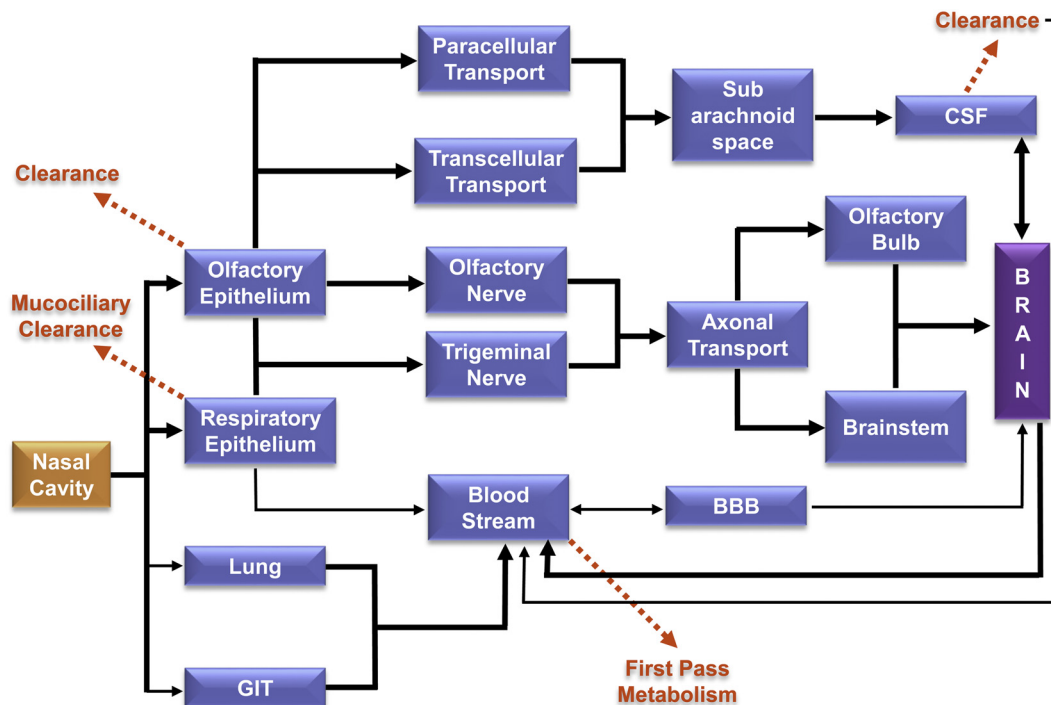 Clearance
Paracellular
Transport
Sub
arachnoid
space
CSF
Transcellular
Transport
Clearance
Olfactory
Bulb
Olfactory
Epithelium
Olfactory
Nerve
B
R
A
I
N
Mucociliary
Clearance
Axonal
Transport
Trigeminal
Nerve
Respiratory
Epithelium
Brainstem
Nasal
Cavity
Blood
Stream
BBB
Lung
GIT
First Pass
Metabolism